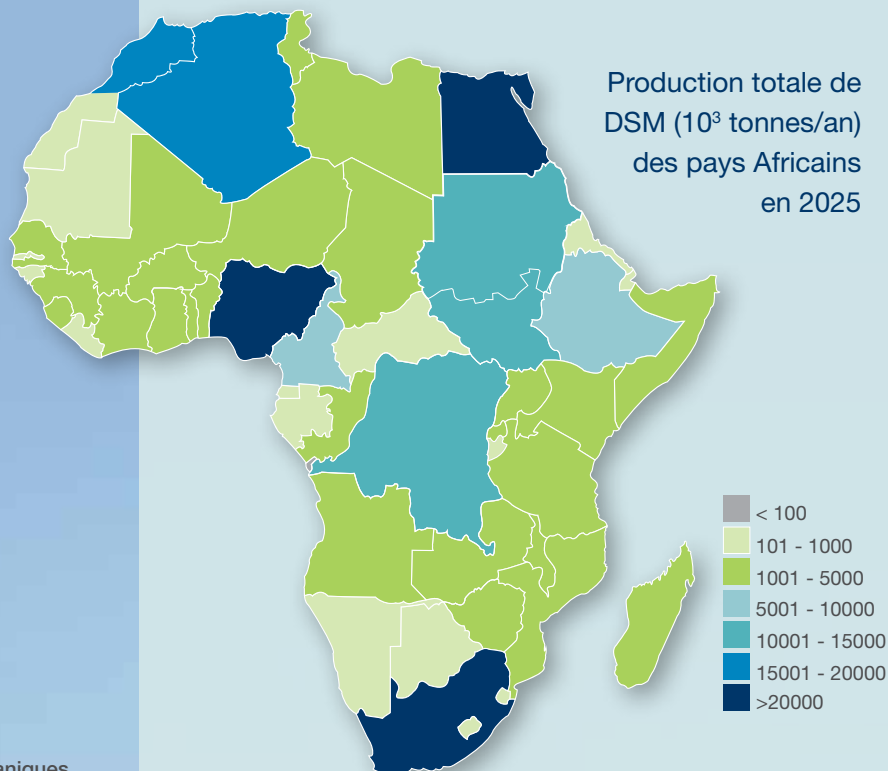 Production totale de
DSM (10³ tonnes/an)
des pays Africains
en 2025
< 100
101 - 1000
1001 - 5000
5001 - 10000
10001 - 15000
15001 - 20000
>20000